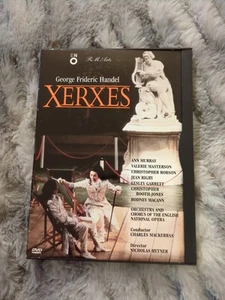 ENO
R.M. Arts
George Frideric Handel
XERXES
ANN MURRAY
VALERIE MASTERSON
CHRISTOPHER ROBSON
JEAN RIGBY
LESLEY GARRETT
CHRISTOPHER
BOOTH-JONES
RODNEY MACANN
ORCHESTRA AND
CHORUS OF THE ENGLISH
NATIONAL OPERA
Conductor
CHARLES MACKERRAS
Director
NICHOLAS HYTNER
DVD